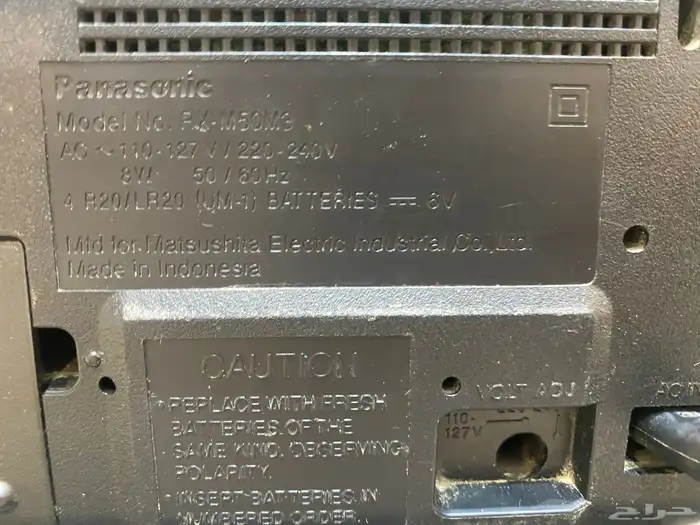 Panasonic
Model No. RX-M50M3
AC ~ 110-127 V / 220-240V
8W 50 / 60Hz
4 R20/LR20 (UM-1) BATTERIES ⎓ 6V
Mfd for Matsushita Electric Industrial Co., Ltd.
Made in Indonesia
CAUTION
• REPLACE WITH FRESH
BATTERIES OF THE
SAME KIND, OBSERVING
POLARITY.
• INSERT BATTERIES IN
NUMBERED ORDER.
VOLT ADJ
110-
127V
AC IN
حراج